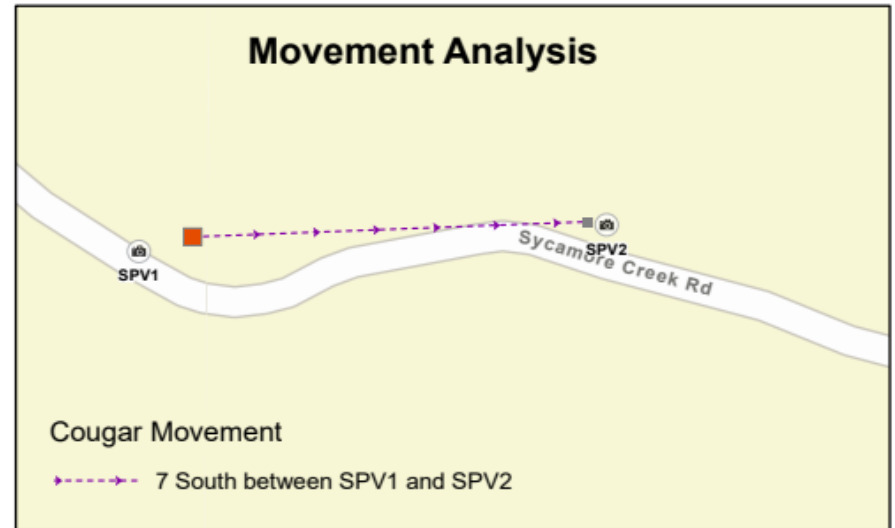 Movement Analysis
SPV1
SPV2
Sycamore Creek Rd
Cougar Movement
7 South between SPV1 and SPV2